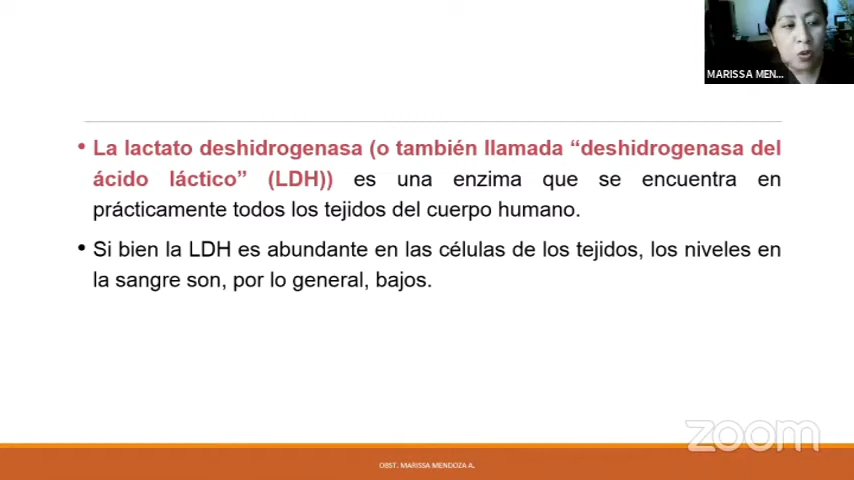 MARISSA MEN...
• La lactato deshidrogenasa (o también llamada “deshidrogenasa del
ácido láctico” (LDH)) es una enzima que se encuentra en
prácticamente todos los tejidos del cuerpo humano.
• Si bien la LDH es abundante en las células de los tejidos, los niveles en
la sangre son, por lo general, bajos.
zoom
OBST. MARISSA MENDOZA A.